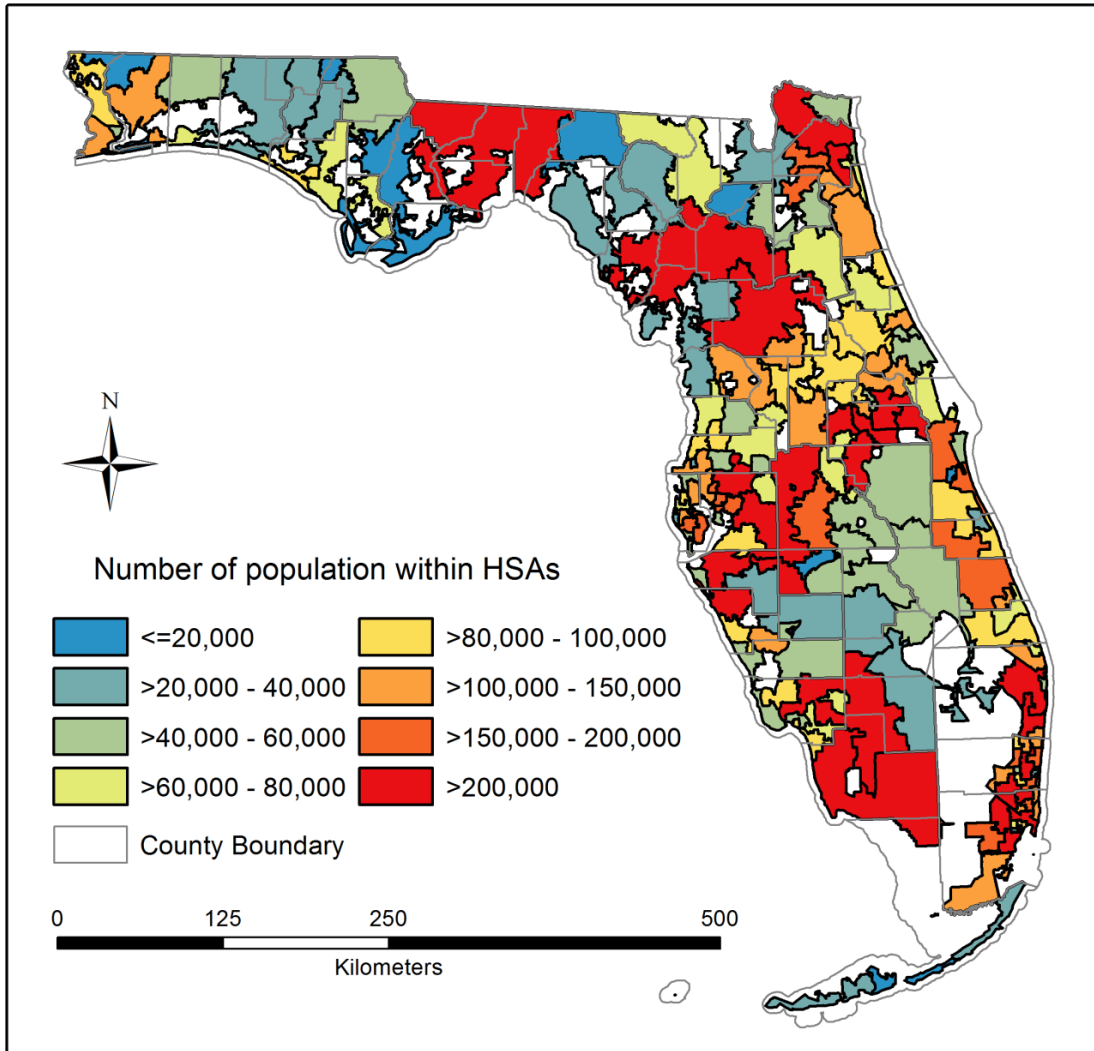 N
Number of population within HSAs
<=20,000
>80,000 - 100,000
>20,000 - 40,000
>100,000 - 150,000
>40,000 - 60,000
>150,000 - 200,000
>60,000 - 80,000
>200,000
County Boundary
0 125 250 500
Kilometers